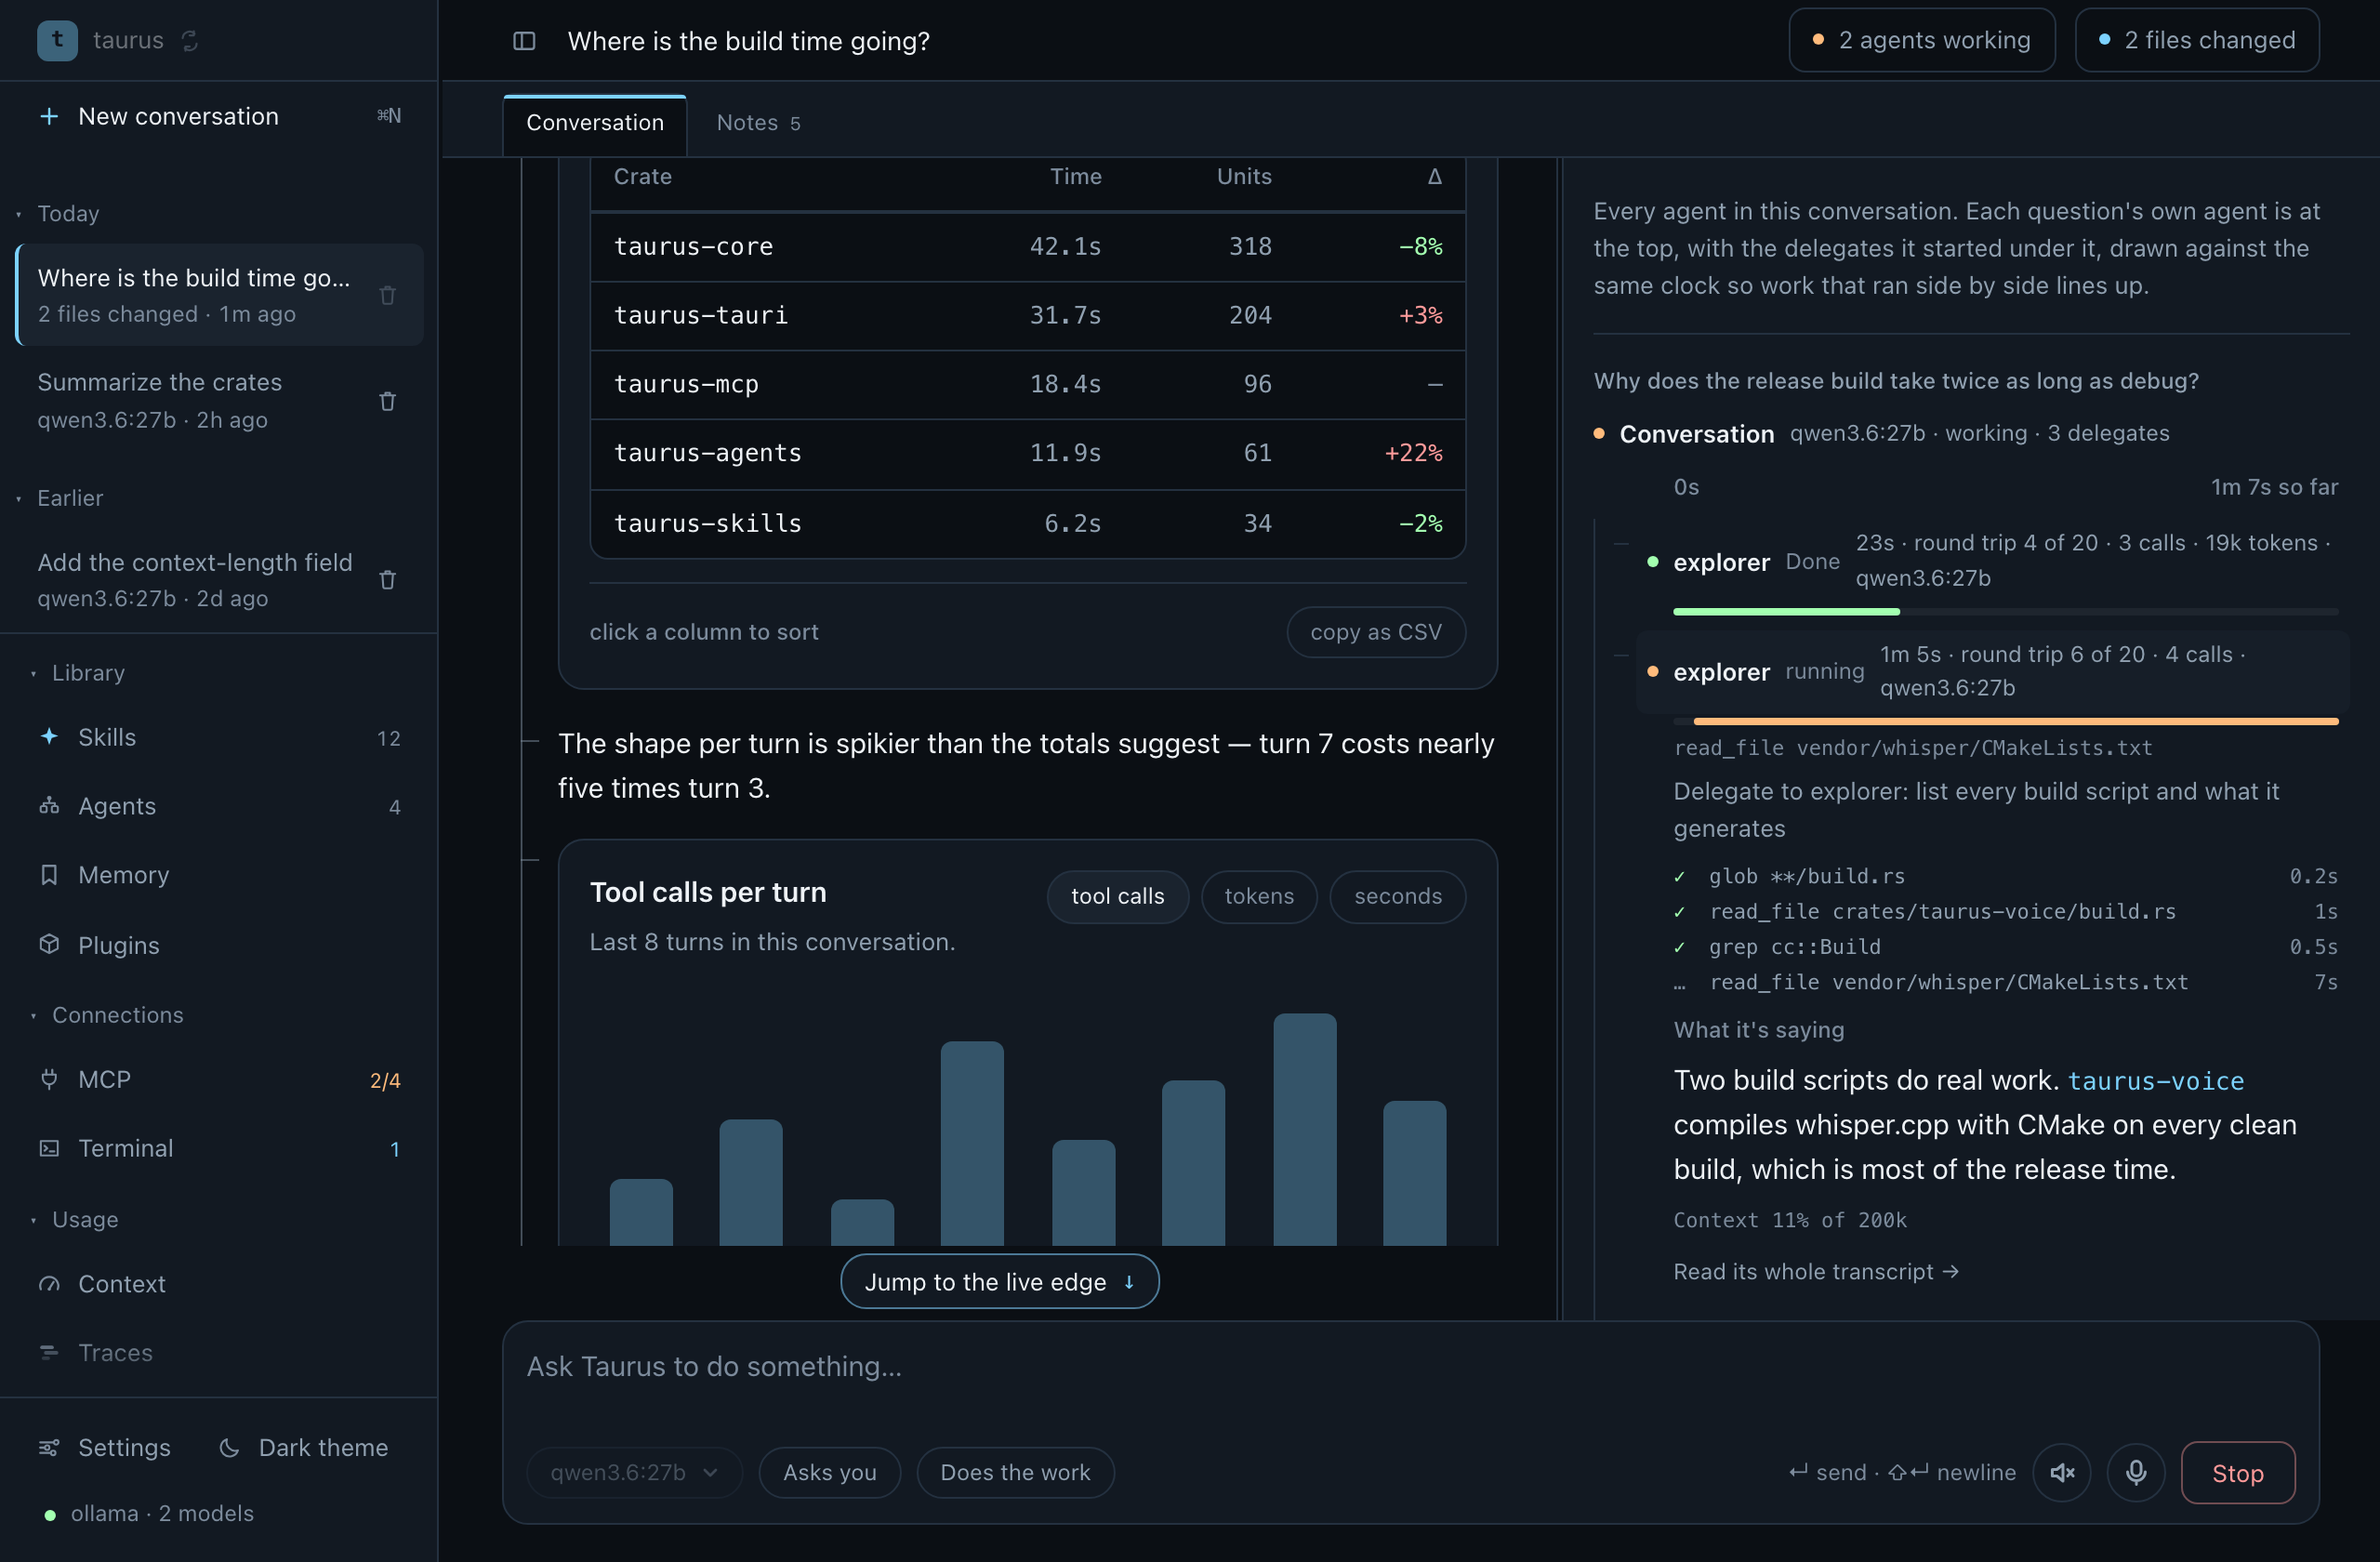 t taurus
New conversation ⌘N
Today
Where is the build time go...
2 files changed · 1m ago
Summarize the crates
qwen3.6:27b · 2h ago
Earlier
Add the context-length field
qwen3.6:27b · 2d ago
Library
Skills 12
Agents 4
Memory
Plugins
Connections
MCP 2/4
Terminal 1
Usage
Context
Traces
Settings Dark theme
ollama · 2 models
Where is the build time going?
2 agents working
2 files changed
Conversation Notes 5
Crate Time Units Δ
taurus-core 42.1s 318 −8%
taurus-tauri 31.7s 204 +3%
taurus-mcp 18.4s 96 —
taurus-agents 11.9s 61 +22%
taurus-skills 6.2s 34 −2%
click a column to sort copy as CSV
The shape per turn is spikier than the totals suggest — turn 7 costs nearly
five times turn 3.
Tool calls per turn
tool calls tokens seconds
Last 8 turns in this conversation.
Jump to the live edge ↓
Every agent in this conversation. Each question's own agent is at
the top, with the delegates it started under it, drawn against the
same clock so work that ran side by side lines up.
Why does the release build take twice as long as debug?
Conversation qwen3.6:27b · working · 3 delegates
0s 1m 7s so far
explorer Done 23s · round trip 4 of 20 · 3 calls · 19k tokens ·
qwen3.6:27b
explorer running 1m 5s · round trip 6 of 20 · 4 calls ·
qwen3.6:27b
read_file vendor/whisper/CMakeLists.txt
Delegate to explorer: list every build script and what it
generates
✓ glob **/build.rs 0.2s
✓ read_file crates/taurus-voice/build.rs 1s
✓ grep cc::Build 0.5s
… read_file vendor/whisper/CMakeLists.txt 7s
What it's saying
Two build scripts do real work. taurus-voice
compiles whisper.cpp with CMake on every clean
build, which is most of the release time.
Context 11% of 200k
Read its whole transcript →
Ask Taurus to do something...
qwen3.6:27b Asks you Does the work
↵ send · ⇧↵ newline
Stop